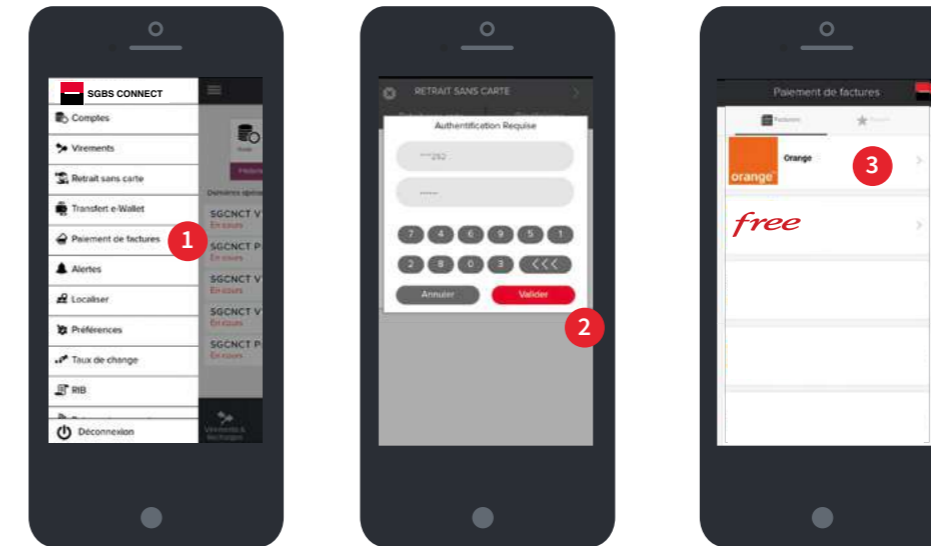 SGBS CONNECT
Comptes
Virements
Retrait sans carte
Transfert e-Wallet
Paiement de factures
1
Alertes
Localiser
Préférences
Taux de change
RIB
Déconnexion
Dernières
SGCNCT V
En cours
SGCNCT P
En cours
SGCNCT V
En cours
SGCNCT V
En cours
SGCNCT P
En cours
Virements &
RETRAIT SANS CARTE
Authentification Requise
7 4 6 9 5 1
2 8 0 3 <<<
Annuler
Valider
2
Paiement de factures
Factures
orange
Orange
3
free